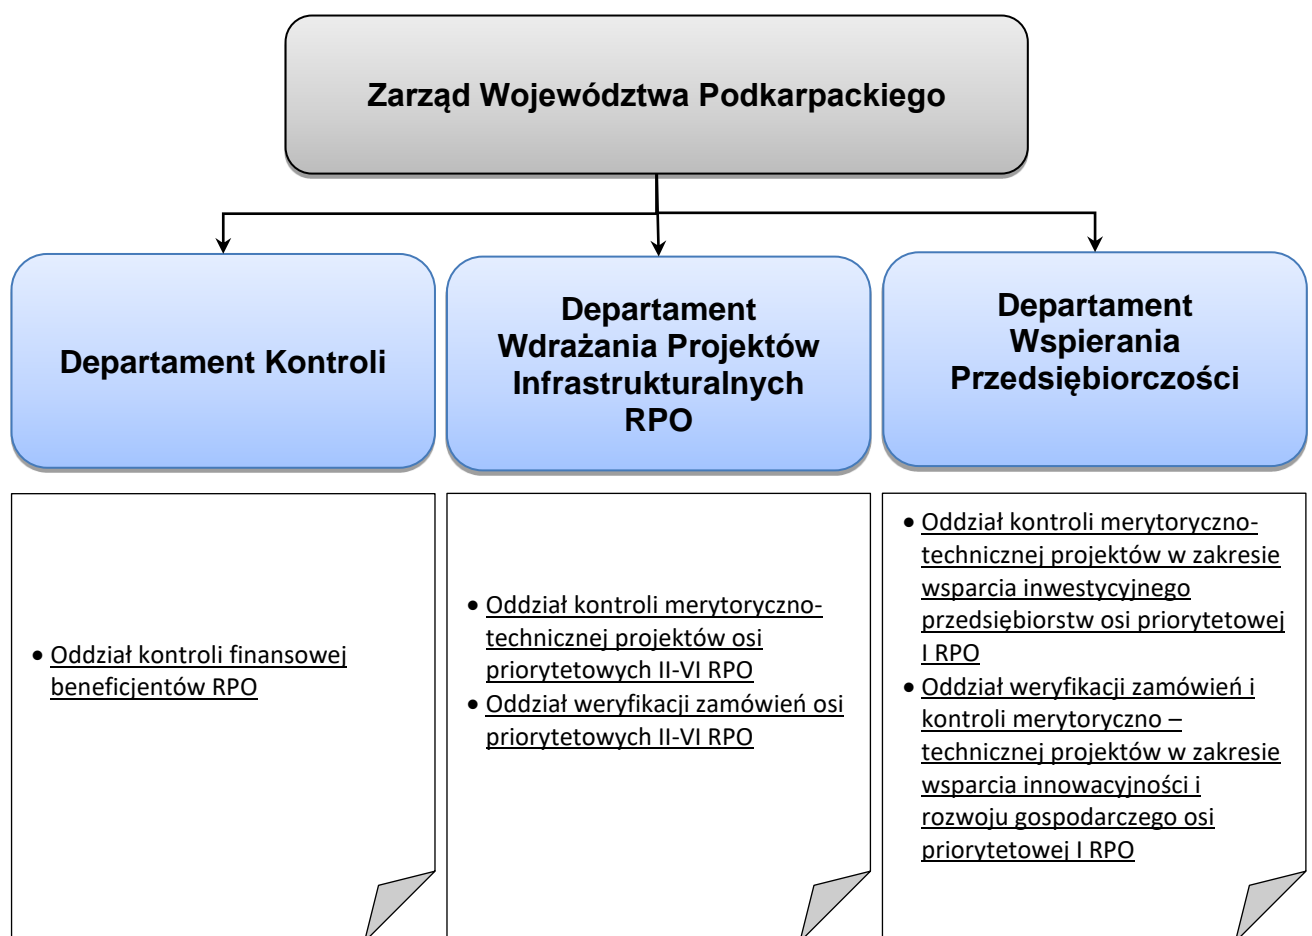 Zarząd Województwa Podkarpackiego
Departament Kontroli
Departament
Wdrażania Projektów
Infrastrukturalnych
RPO
Departament
Wspierania
Przedsiębiorczości
• Oddział kontroli finansowej
beneficjentów RPO
• Oddział kontroli merytoryczno-
technicznej projektów osi
priorytetowych II-VI RPO
• Oddział weryfikacji zamówień osi
priorytetowych II-VI RPO
• Oddział kontroli merytoryczno-
technicznej projektów w zakresie
wsparcia inwestycyjnego
przedsiębiorstw osi priorytetowej
I RPO
• Oddział weryfikacji zamówień i
kontroli merytoryczno –
technicznej projektów w zakresie
wsparcia innowacyjności i
rozwoju gospodarczego osi
priorytetowej I RPO